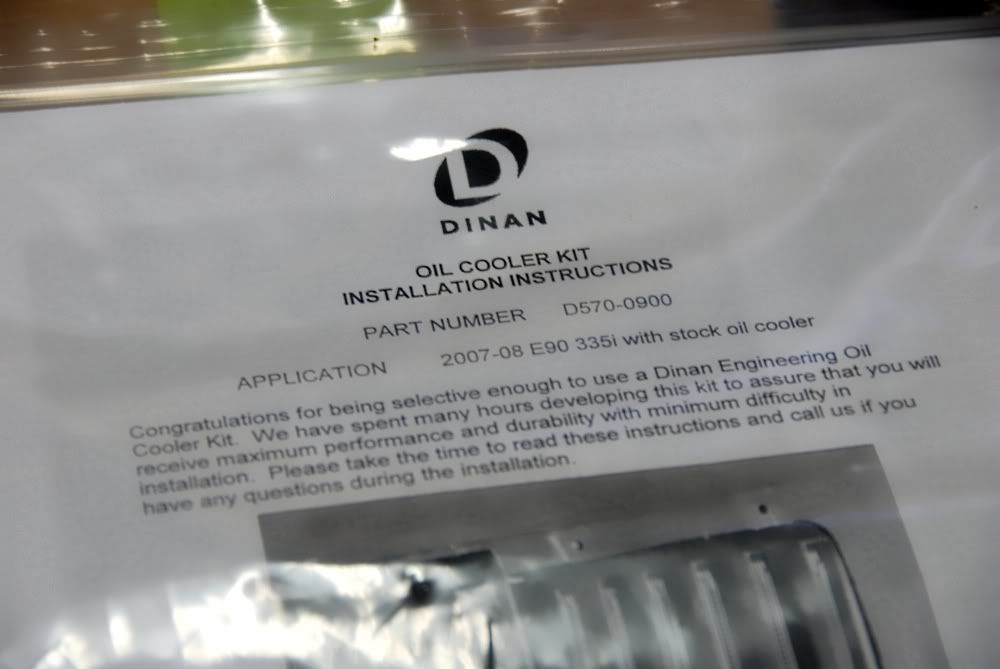 D
DINAN
OIL COOLER KIT
INSTALLATION INSTRUCTIONS
PART NUMBER D570-0900
APPLICATION 2007-08 E90 335i with stock oil cooler
Congratulations for being selective enough to use a Dinan Engineering Oil
Cooler Kit. We have spent many hours developing this kit to assure that you will
receive maximum performance and durability with minimum difficulty in
installation. Please take the time to read these instructions and call us if you
have any questions during the installation.